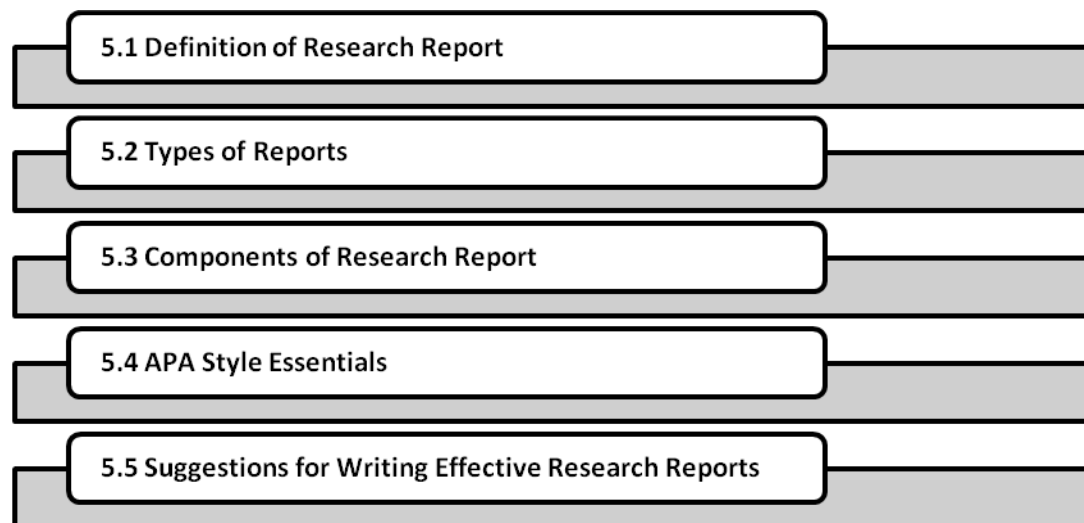 5.1 Definition of Research Report
5.2 Types of Reports
5.3 Components of Research Report
5.4 APA Style Essentials
5.5 Suggestions for Writing Effective Research Reports